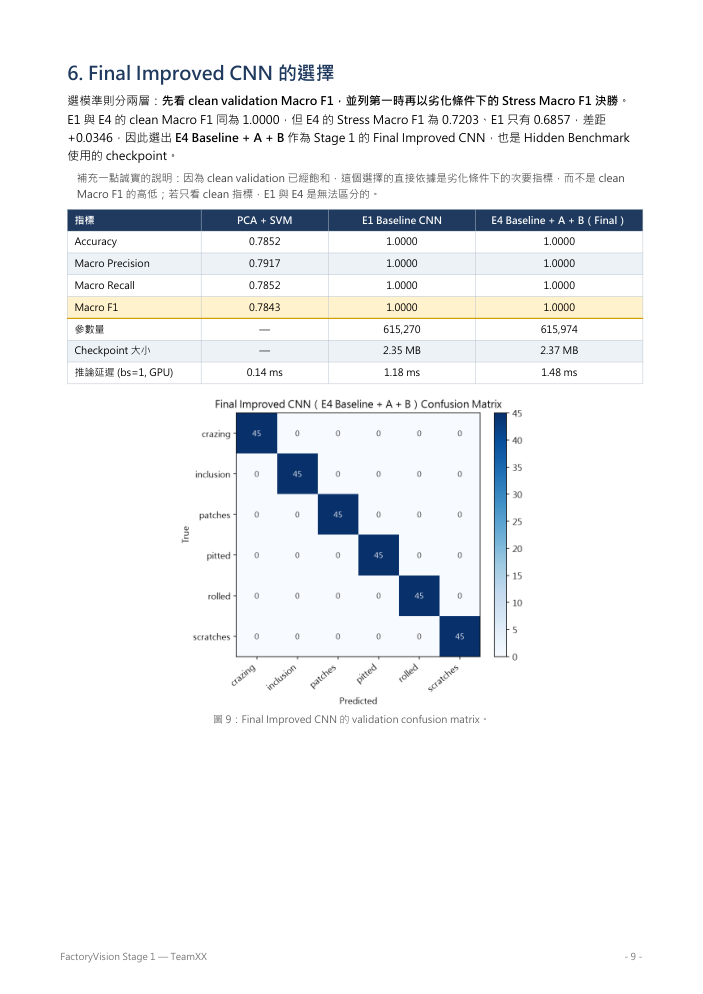 6. Final Improved CNN 的選擇
選模準則分兩層：先看 clean validation Macro F1，並列第一時再以劣化條件下的 Stress Macro F1 決勝。
E1 與 E4 的 clean Macro F1 同為 1.0000，但 E4 的 Stress Macro F1 為 0.7203、E1 只有 0.6857，差距
+0.0346，因此選出 E4 Baseline + A + B 作為 Stage 1 的 Final Improved CNN，也是 Hidden Benchmark
使用的 checkpoint。
補充一點誠實的說明：因為 clean validation 已經飽和，這個選擇的直接依據是劣化條件下的次要指標，而不是 clean
Macro F1 的高低；若只看 clean 指標，E1 與 E4 是無法區分的。
指標 PCA + SVM E1 Baseline CNN E4 Baseline + A + B（Final）
Accuracy 0.7852 1.0000 1.0000
Macro Precision 0.7917 1.0000 1.0000
Macro Recall 0.7852 1.0000 1.0000
Macro F1 0.7843 1.0000 1.0000
參數量 — 615,270 615,974
Checkpoint 大小 — 2.35 MB 2.37 MB
推論延遲 (bs=1, GPU) 0.14 ms 1.18 ms 1.48 ms
Final Improved CNN（E4 Baseline + A + B）Confusion Matrix
crazing 45 0 0 0 0 0
inclusion 0 45 0 0 0 0
patches 0 0 45 0 0 0
pitted 0 0 0 45 0 0
rolled 0 0 0 0 45 0
scratches 0 0 0 0 0 45
True
crazing inclusion patches pitted rolled scratches
Predicted
45
40
35
30
25
20
15
10
5
0
圖 9：Final Improved CNN 的 validation confusion matrix。
FactoryVision Stage 1 — TeamXX - 9 -